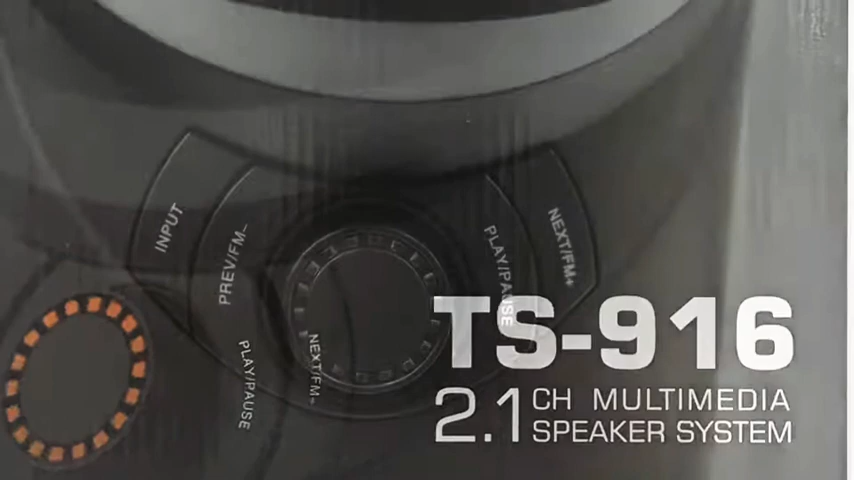 INPUT
PREV/FM-
PLAY/PAUSE
NEXT/FM+
PLAY/PAUSE
NEXT/FM+
TS-916
2.1 CH MULTIMEDIA
SPEAKER SYSTEM